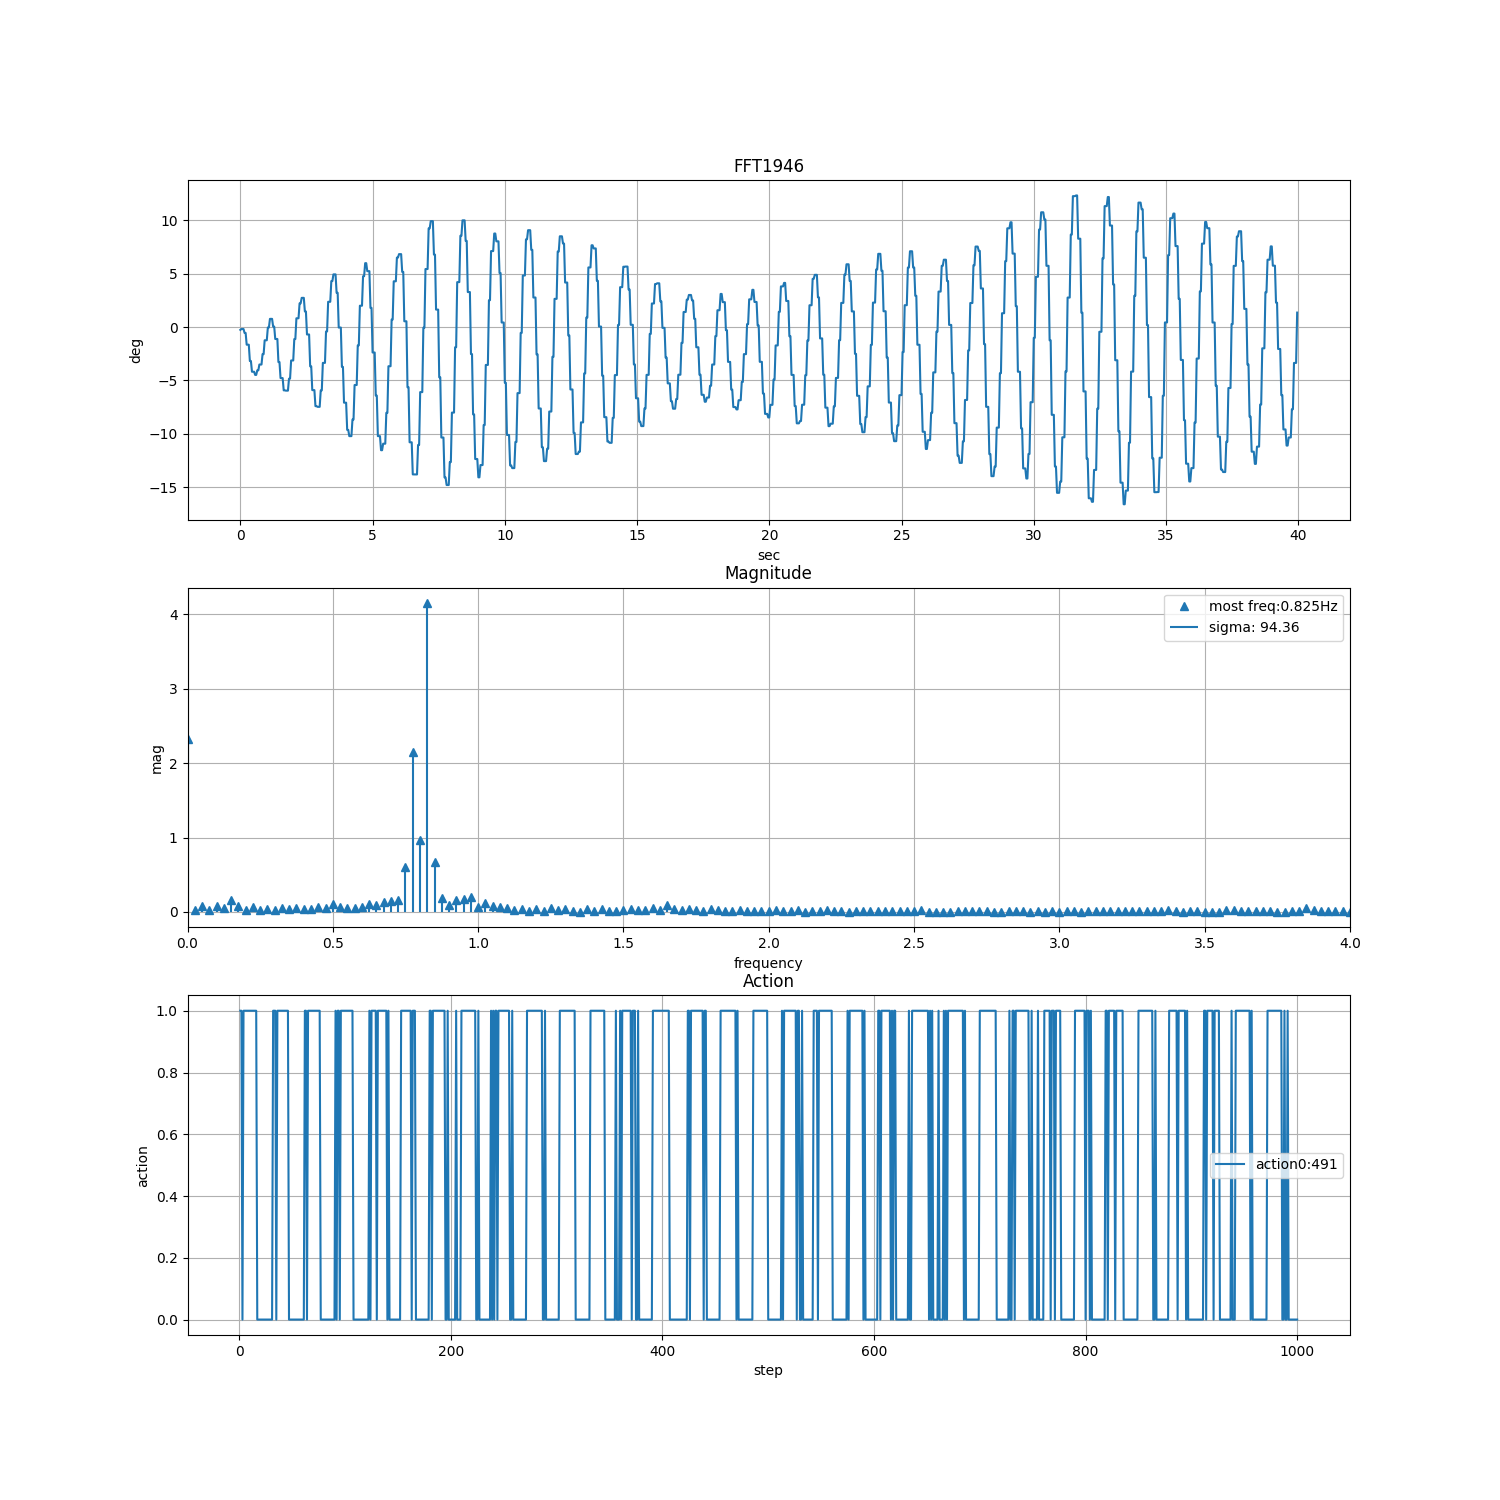 FFT1946
10
5
0
−5
−10
−15
deg
0 5 10 15 20 25 30 35 40
sec
Magnitude
4
3
2
1
0
mag
most freq:0.825Hz
sigma: 94.36
0.0 0.5 1.0 1.5 2.0 2.5 3.0 3.5 4.0
frequency
Action
1.0
0.8
0.6
0.4
0.2
0.0
action
action0:491
0 200 400 600 800 1000
step